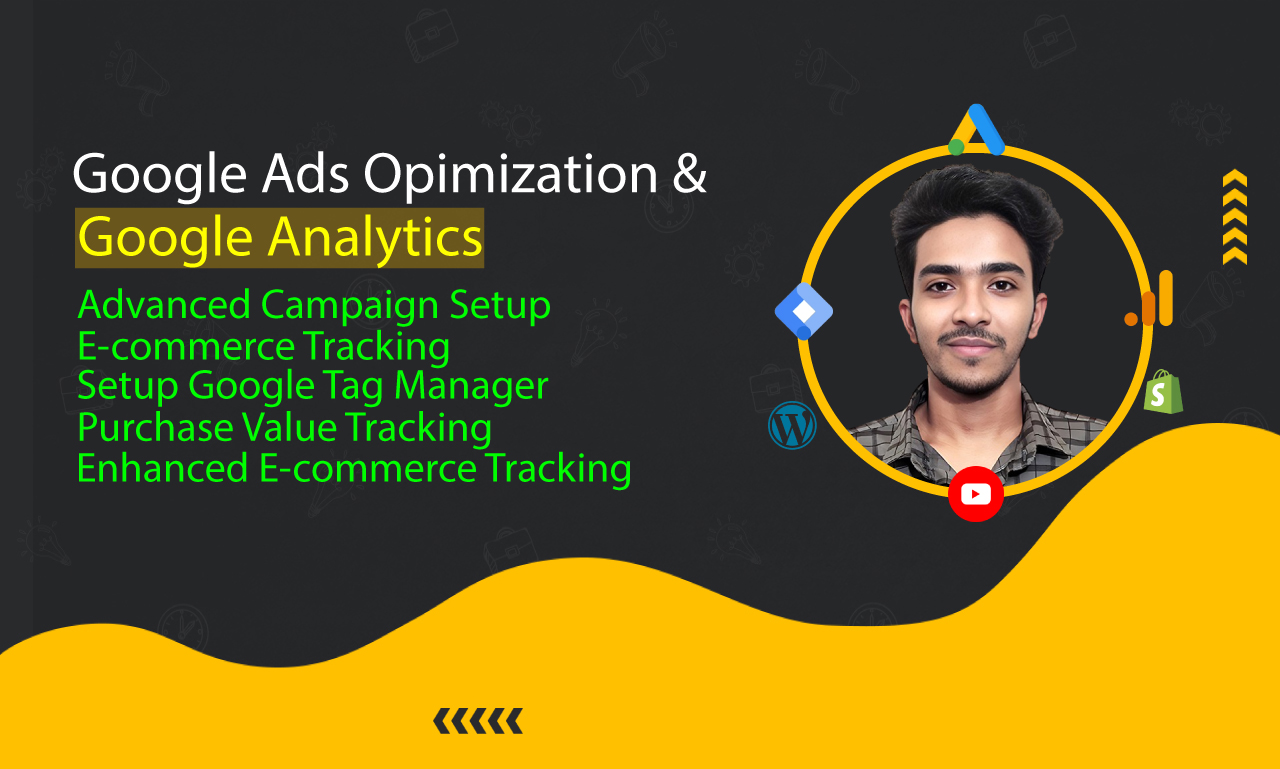 Google Ads Opimization &
Google Analytics
Advanced Campaign Setup
E-commerce Tracking
Setup Google Tag Manager
Purchase Value Tracking
Enhanced E-commerce Tracking